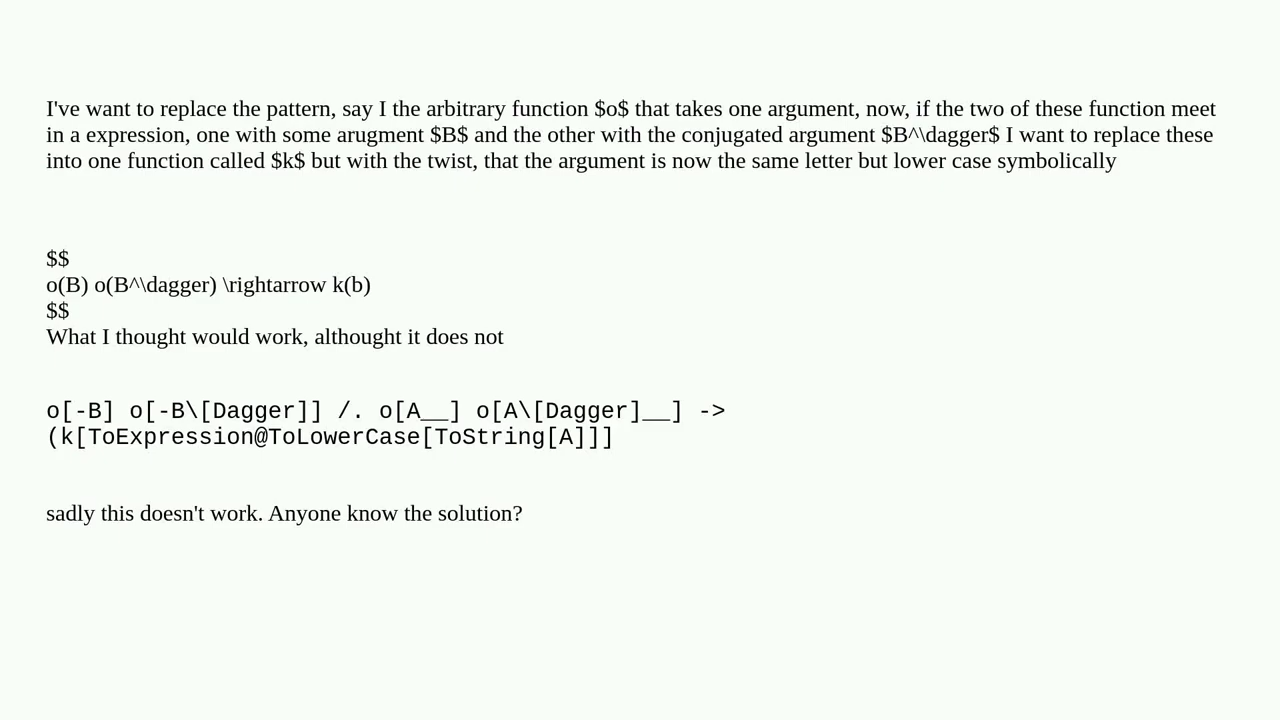 I've want to replace the pattern, say I the arbitrary function $o$ that takes one argument, now, if the two of these function meet
in a expression, one with some arugment $B$ and the other with the conjugated argument $B^\dagger$ I want to replace these
into one function called $k$ but with the twist, that the argument is now the same letter but lower case symbolically
$$
o(B) o(B^\dagger) \rightarrow k(b)
$$
What I thought would work, althought it does not
o[-B] o[-B\[Dagger]] /. o[A__] o[A\[Dagger]__] ->
(k[ToExpression@ToLowerCase[ToString[A]]]
sadly this doesn't work. Anyone know the solution?